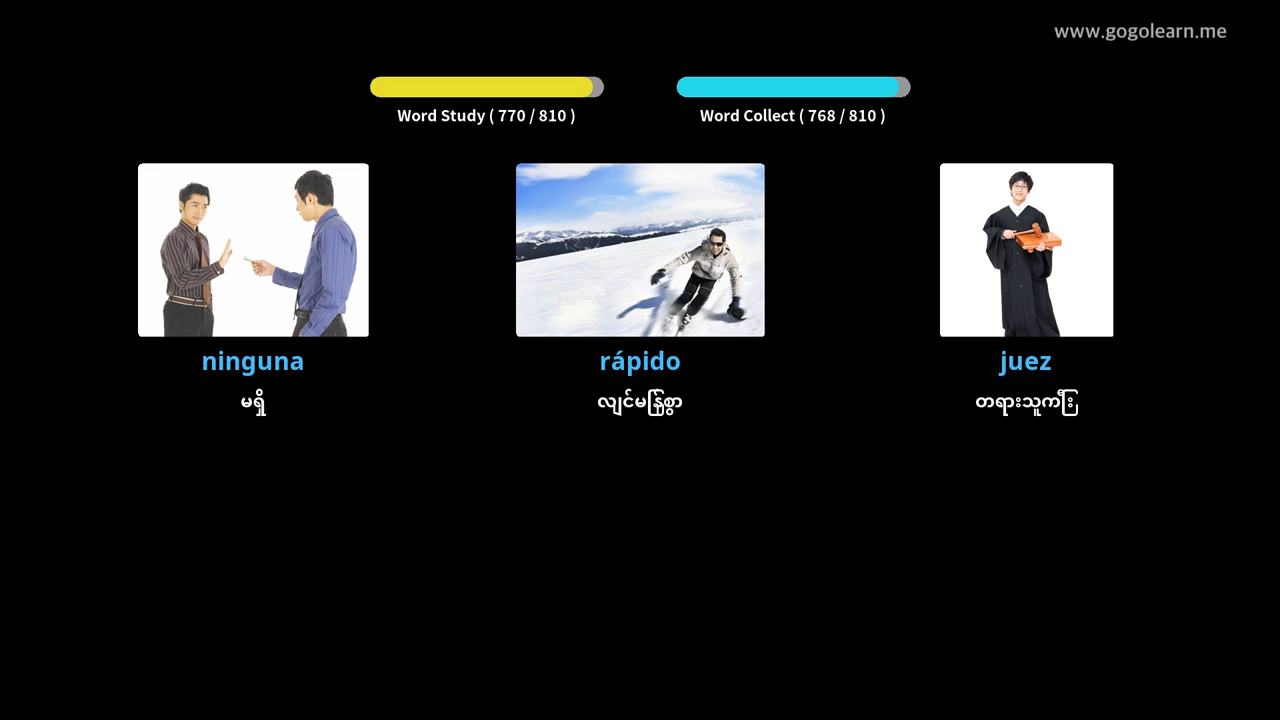 www.gogolearn.me
Word Study ( 770 / 810 )
Word Collect ( 768 / 810 )
ninguna
rápido
juez
မရှိ
လျင်မြန်စွာ
တရားသူကြီး